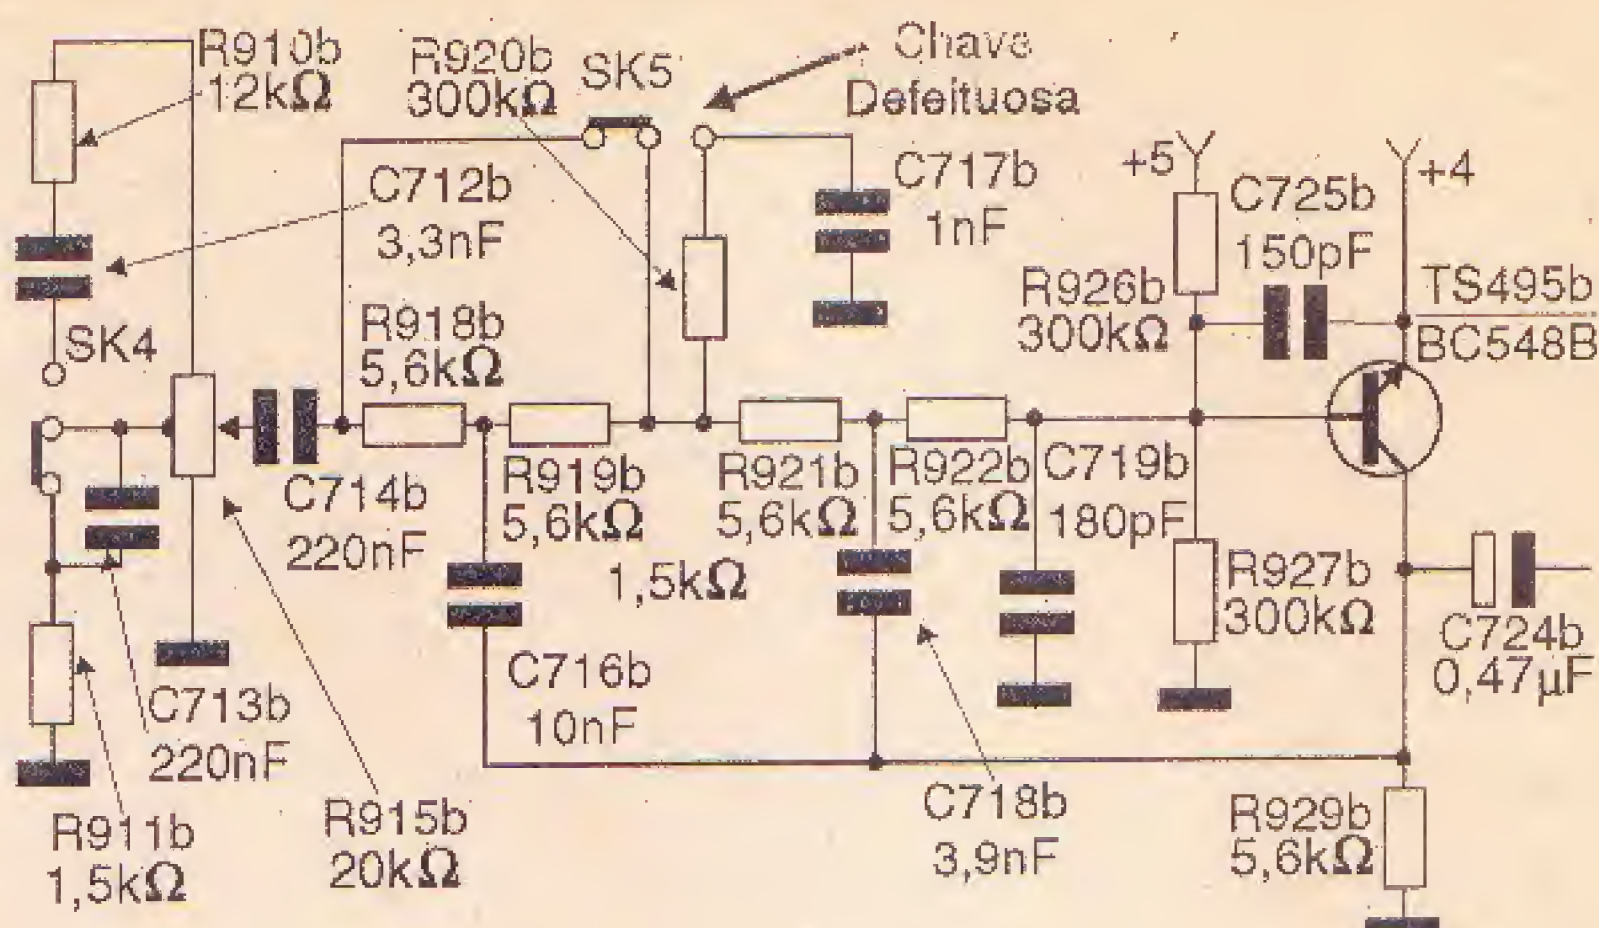 R910b
12kΩ
R920b
300kΩ
SK5
Chave
Defeituosa
C712b
3,3nF
C717b
1nF
+5
C725b
150pF
+4
SK4
R918b
5,6kΩ
R926b
300kΩ
TS495b
BC548B
C714b
220nF
R919b
5,6kΩ
R921b
5,6kΩ
R922b
5,6kΩ
C719b
180pF
1,5kΩ
R927b
300kΩ
C724b
0,47µF
C713b
220nF
C716b
10nF
R911b
1,5kΩ
R915b
20kΩ
C718b
3,9nF
R929b
5,6kΩ